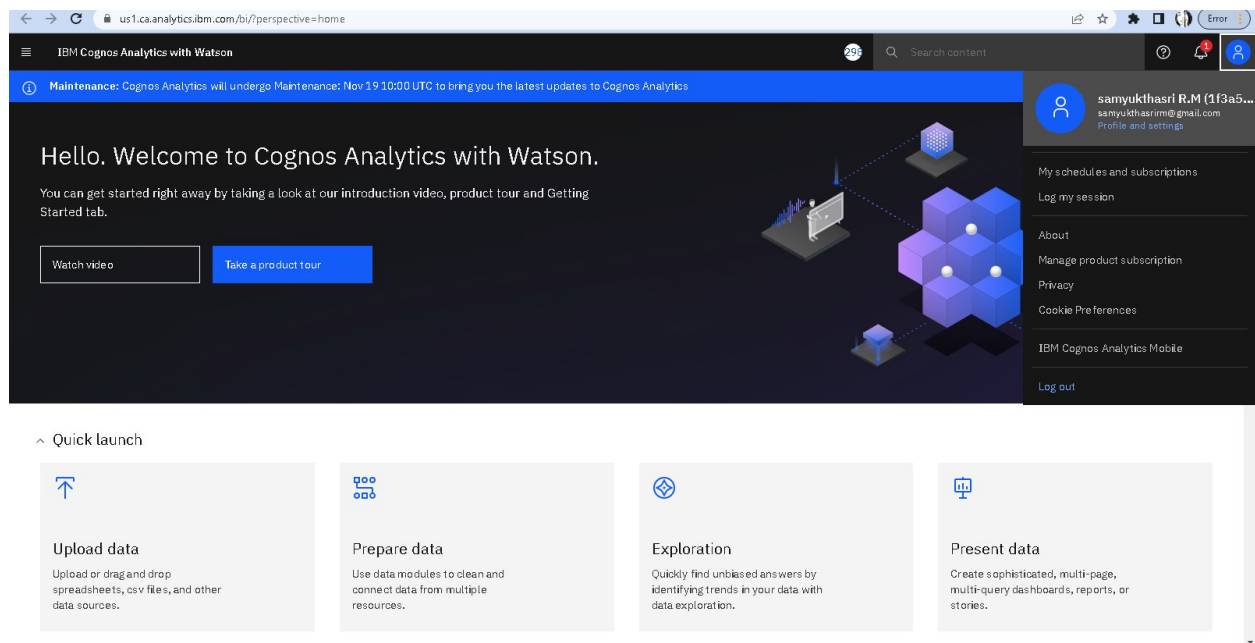 us1.ca.analytics.ibm.com/bi/?perspective=home
Error
IBM Cognos Analytics with Watson
Search content
1
Maintenance: Cognos Analytics will undergo Maintenance: Nov 19 10:00 UTC to bring you the latest updates to Cognos Analytics
samyukthasri R.M (1f3a5...
samyukthasrirm@gmail.com
Profile and settings
My schedules and subscriptions
Log my session
About
Manage product subscription
Privacy
Cookie Preferences
IBM Cognos Analytics Mobile
Log out
Hello. Welcome to Cognos Analytics with Watson.
You can get started right away by taking a look at our introduction video, product tour and Getting
Started tab.
Watch video
Take a product tour
Quick launch
Upload data
Upload or drag and drop
spreadsheets, csv files, and other
data sources.
Prepare data
Use data modules to clean and
connect data from multiple
resources.
Exploration
Quickly find unbiased answers by
identifying trends in your data with
data exploration.
Present data
Create sophisticated, multi-page,
multi-query dashboards, reports, or
stories.